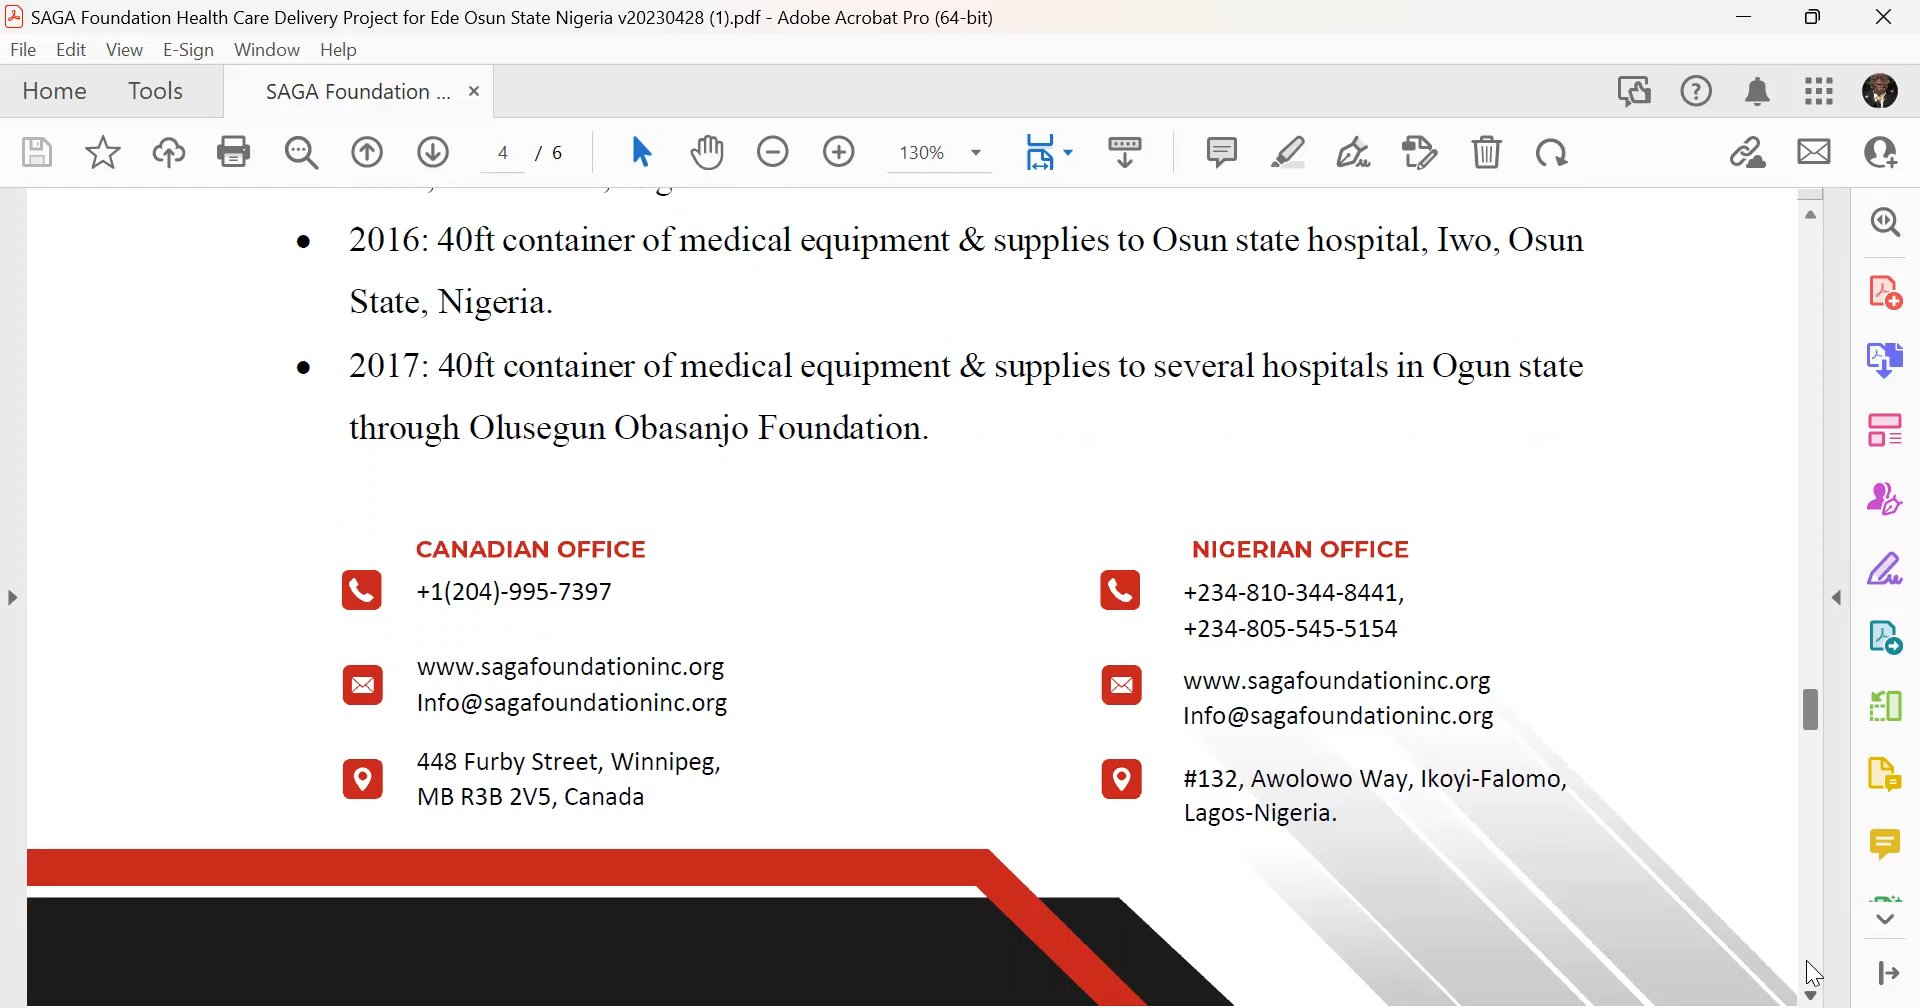 SAGA Foundation Health Care Delivery Project for Ede Osun State Nigeria v20230428 (1).pdf - Adobe Acrobat Pro (64-bit)
File Edit View E-Sign Window Help
Home Tools SAGA Foundation ... ×
4 / 6 130%
• 2016: 40ft container of medical equipment & supplies to Osun state hospital, Iwo, Osun
State, Nigeria.
• 2017: 40ft container of medical equipment & supplies to several hospitals in Ogun state
through Olusegun Obasanjo Foundation.
CANADIAN OFFICE
+1(204)-995-7397
www.sagafoundationinc.org
Info@sagafoundationinc.org
448 Furby Street, Winnipeg,
MB R3B 2V5, Canada
NIGERIAN OFFICE
+234-810-344-8441,
+234-805-545-5154
www.sagafoundationinc.org
Info@sagafoundationinc.org
#132, Awolowo Way, Ikoyi-Falomo,
Lagos-Nigeria.